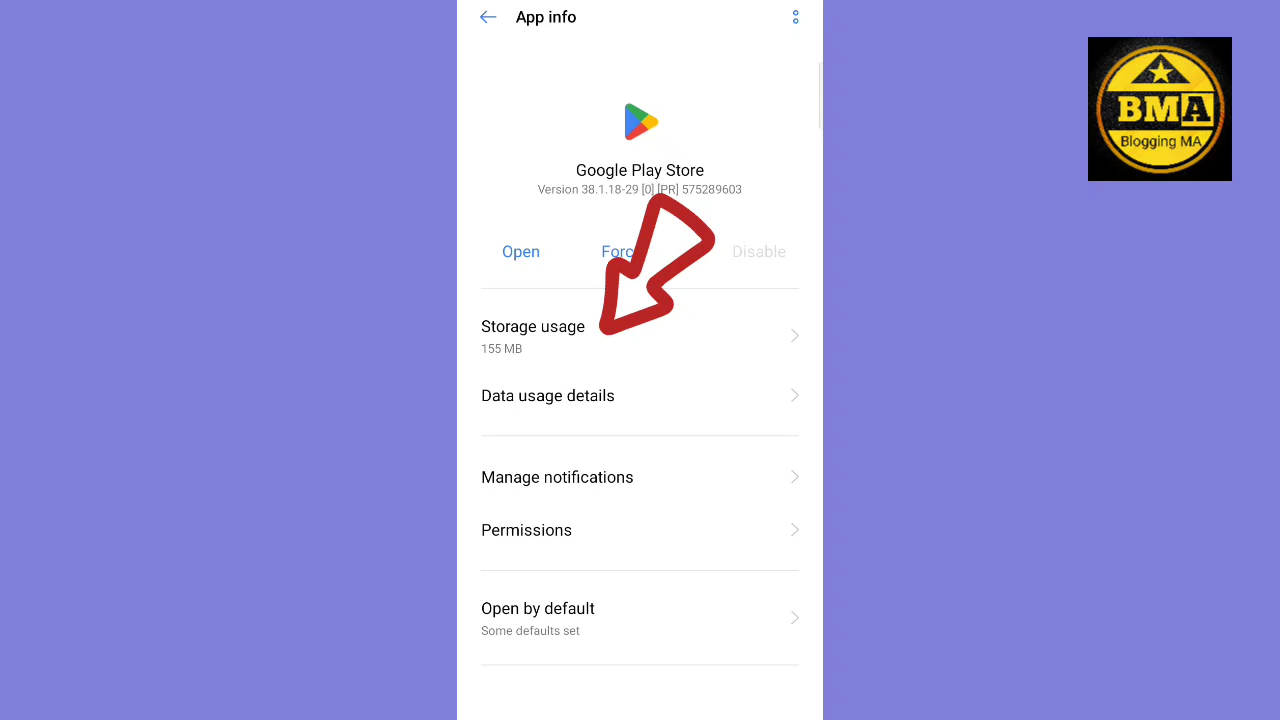 App info
Google Play Store
Version 38.1.18-29 [0] [PR] 575289603
Open
Disable
Storage usage
155 MB
Data usage details
Manage notifications
Permissions
Open by default
Some defaults set
BMA
Blogging MA